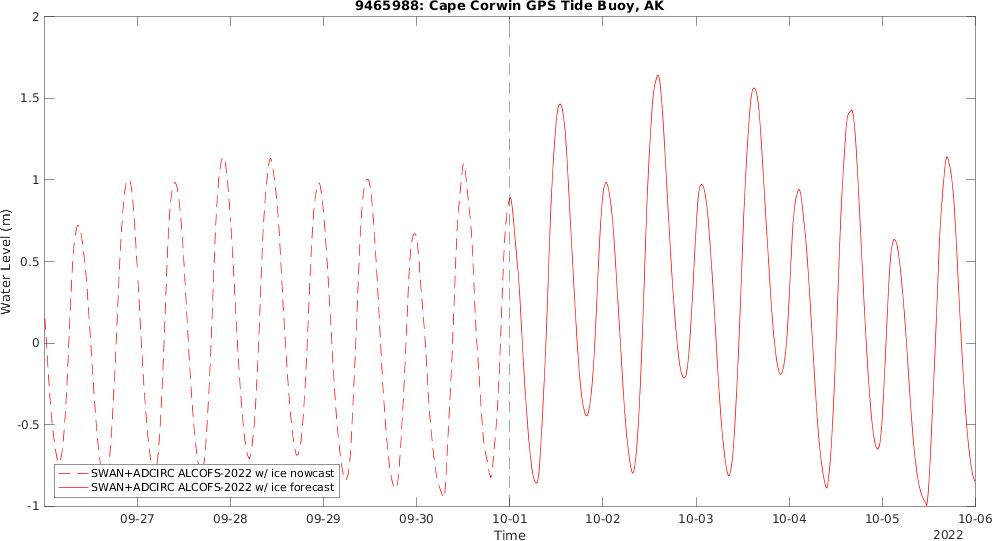 9465988: Cape Corwin GPS Tide Buoy, AK
2
1.5
1
0.5
0
-0.5
-1
Water Level (m)
SWAN+ADCIRC ALCOFS-2022 w/ ice nowcast
SWAN+ADCIRC ALCOFS-2022 w/ ice forecast
09-27 09-28 09-29 09-30 10-01 10-02 10-03 10-04 10-05 10-06
Time
2022